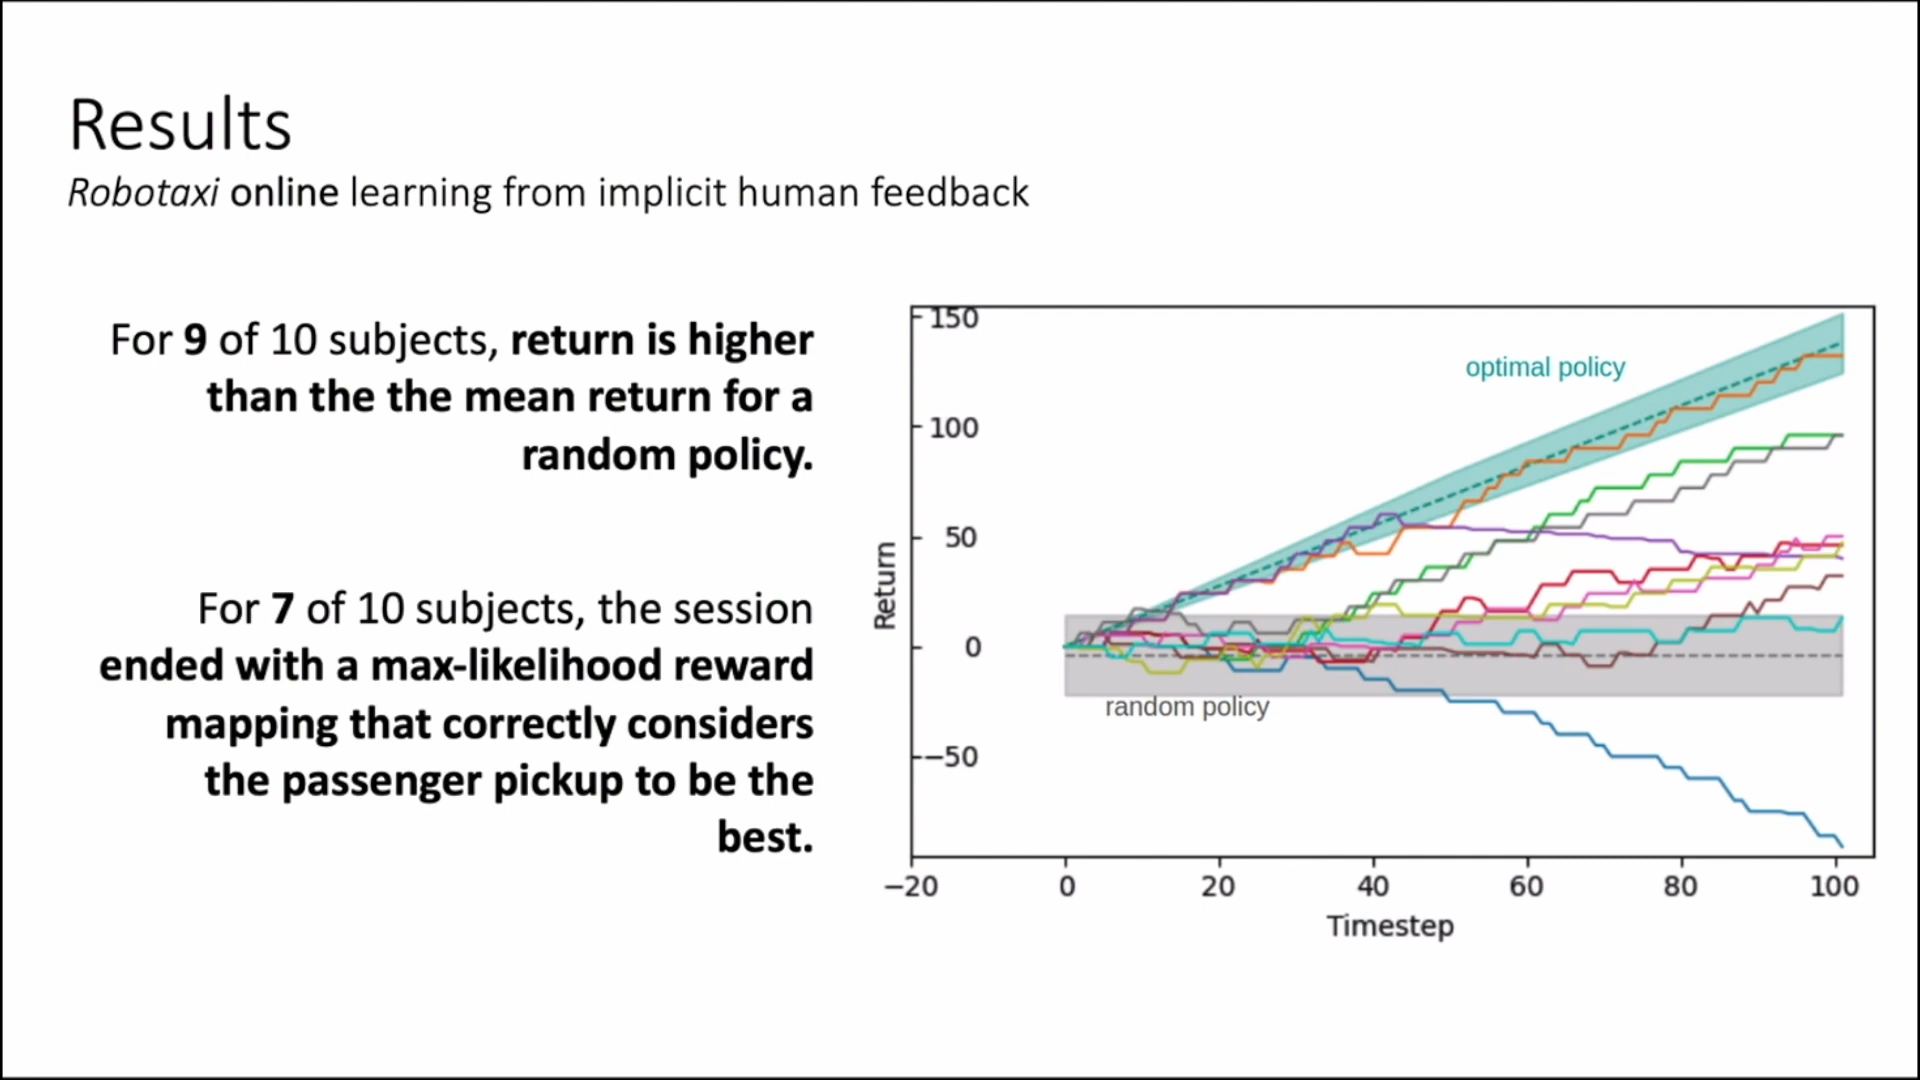 Results
Robotaxi online learning from implicit human feedback
For 9 of 10 subjects, return is higher
than the the mean return for a
random policy.
For 7 of 10 subjects, the session
ended with a max-likelihood reward
mapping that correctly considers
the passenger pickup to be the
best.
150
100
50
0
−50
Return
optimal policy
random policy
−20
0
20
40
60
80
100
Timestep